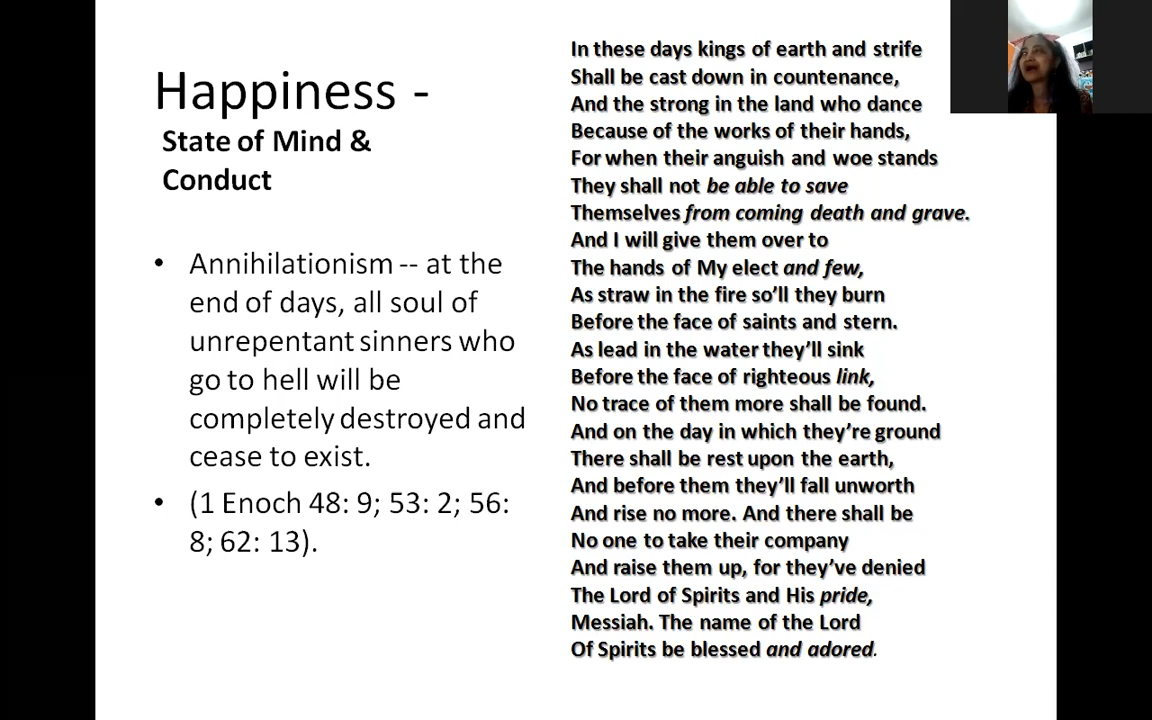 Happiness -
State of Mind &
Conduct
• Annihilationism -- at the
end of days, all soul of
unrepentant sinners who
go to hell will be
completely destroyed and
cease to exist.
• (1 Enoch 48: 9; 53: 2; 56:
8; 62: 13).
In these days kings of earth and strife
Shall be cast down in countenance,
And the strong in the land who dance
Because of the works of their hands,
For when their anguish and woe stands
They shall not be able to save
Themselves from coming death and grave.
And I will give them over to
The hands of My elect and few,
As straw in the fire so’ll they burn
Before the face of saints and stern.
As lead in the water they’ll sink
Before the face of righteous link,
No trace of them more shall be found.
And on the day in which they’re ground
There shall be rest upon the earth,
And before them they’ll fall unworth
And rise no more. And there shall be
No one to take their company
And raise them up, for they’ve denied
The Lord of Spirits and His pride,
Messiah. The name of the Lord
Of Spirits be blessed and adored.